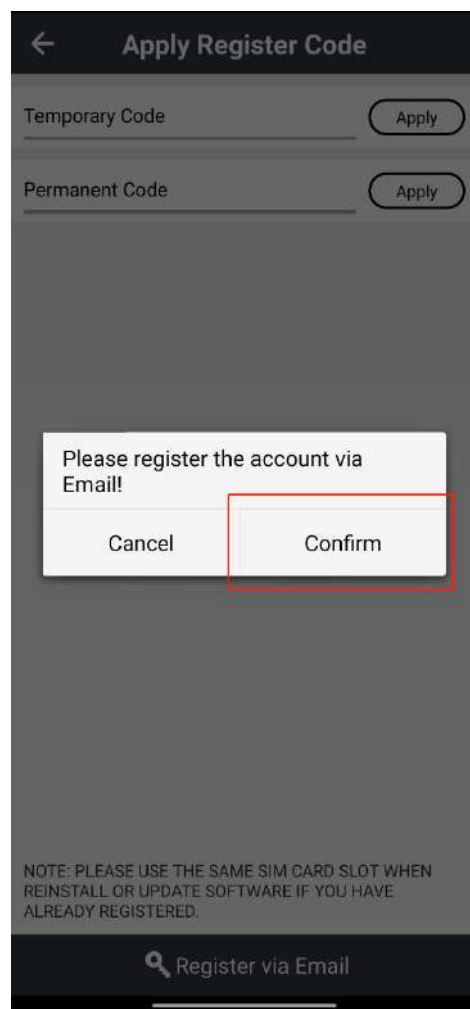 Apply Register Code
Temporary Code
Apply
Permanent Code
Apply
Please register the account via
Email!
Cancel
Confirm
NOTE: PLEASE USE THE SAME SIM CARD SLOT WHEN
REINSTALL OR UPDATE SOFTWARE IF YOU HAVE
ALREADY REGISTERED.
Register via Email